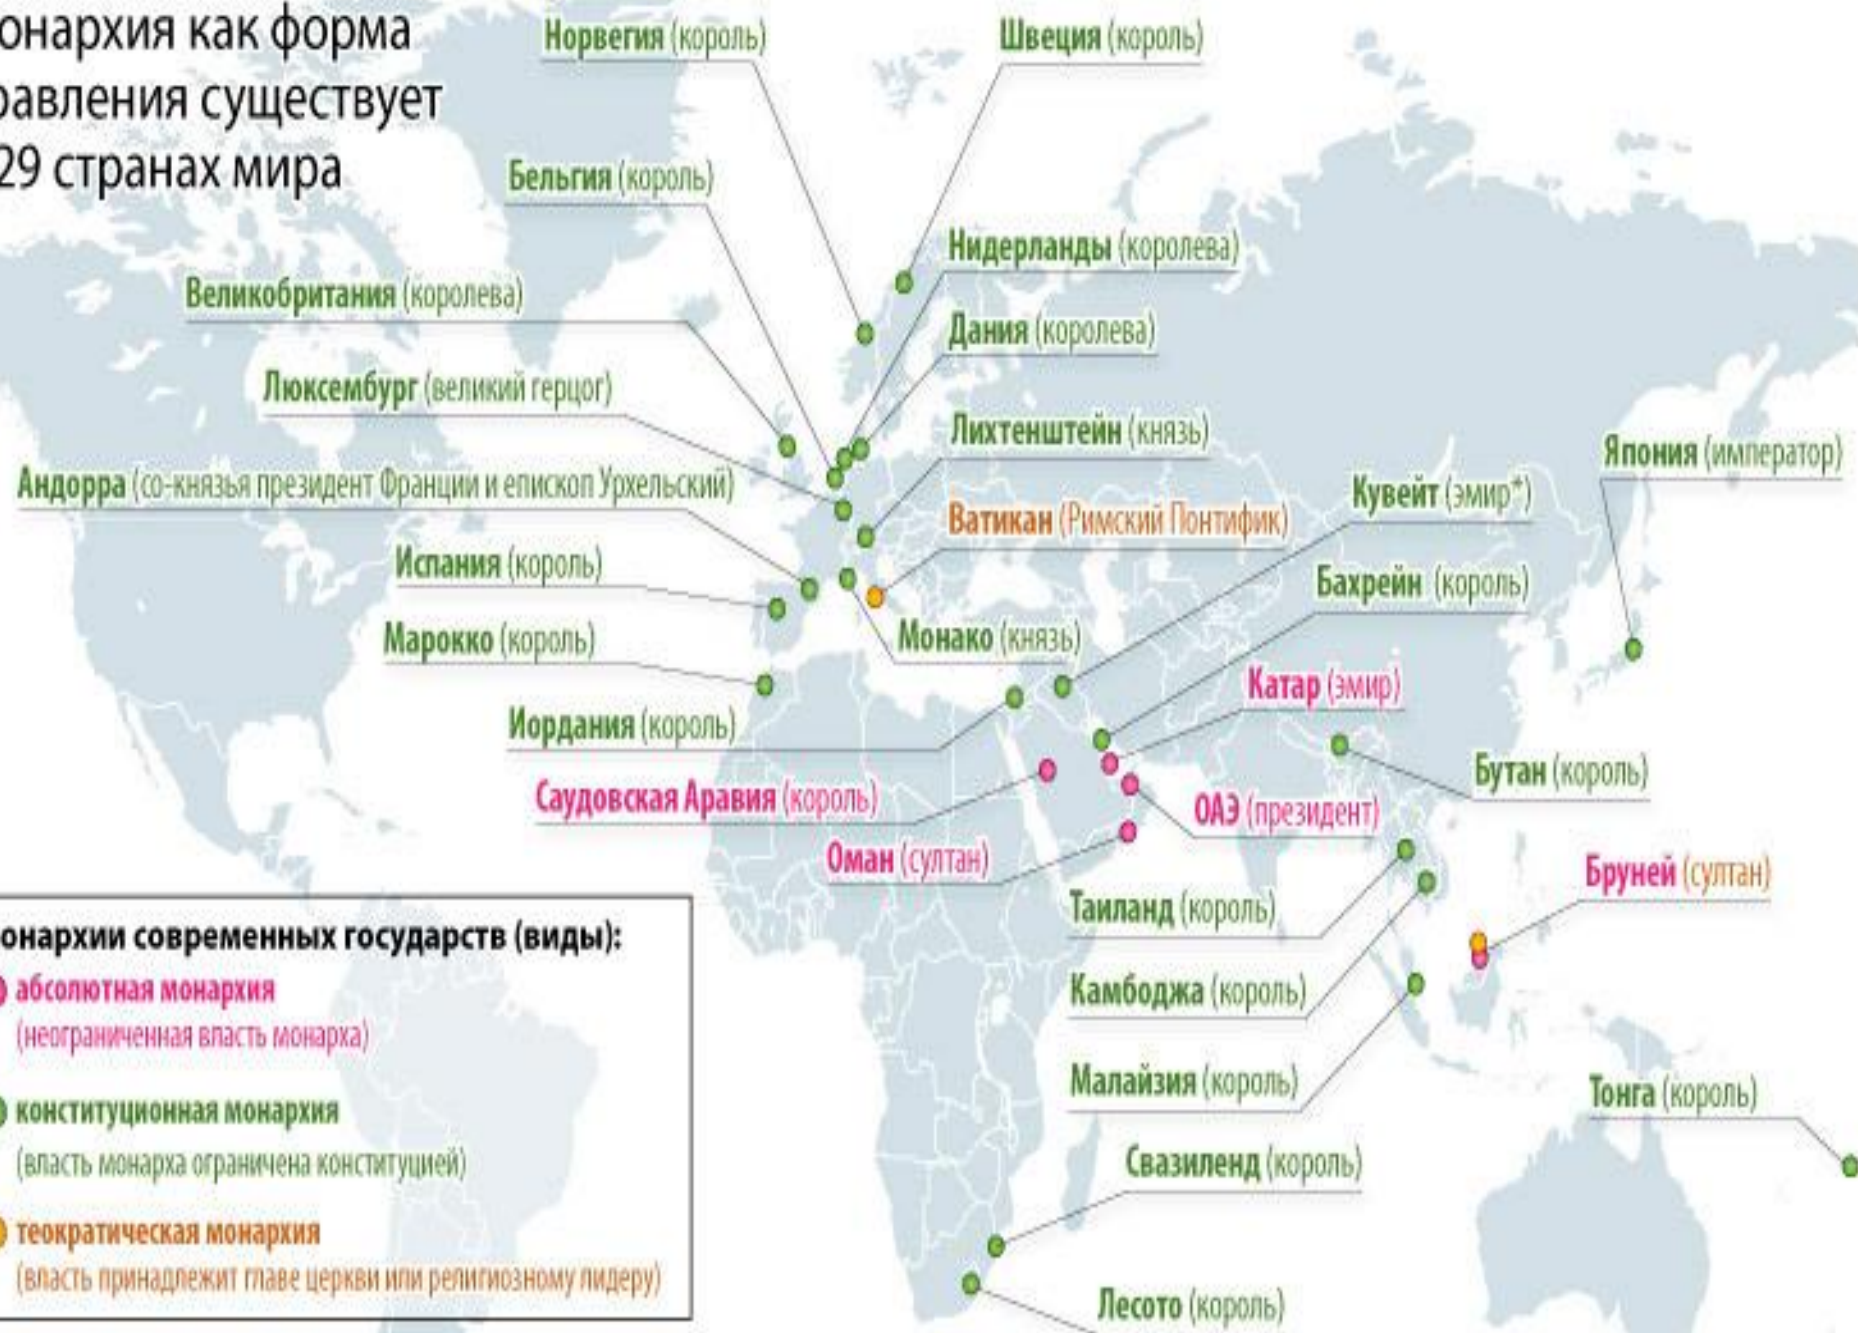 онархия как форма
равления существует
29 странах мира
Норвегия (король)
Швеция (король)
Бельгия (король)
Нидерланды (королева)
Великобритания (королева)
Дания (королева)
Люксембург (великий герцог)
Лихтенштейн (князь)
Япония (император)
Андорра (со-князья президент Франции и епископ Урхельский)
Кувейт (эмир*)
Ватикан (Римский Понтифик)
Испания (король)
Бахрейн (король)
Марокко (король)
Монако (князь)
Катар (эмир)
Иордания (король)
Бутан (король)
Саудовская Аравия (король)
ОАЭ (президент)
Оман (султан)
Бруней (султан)
Таиланд (король)
Камбоджа (король)
Малайзия (король)
Тонга (король)
Свазиленд (король)
Лесото (король)
онархии современных государств (виды):
абсолютная монархия
(неограниченная власть монарха)
конституционная монархия
(власть монарха ограничена конституцией)
теократическая монархия
(власть принадлежит главе церкви или религиозному лидеру)